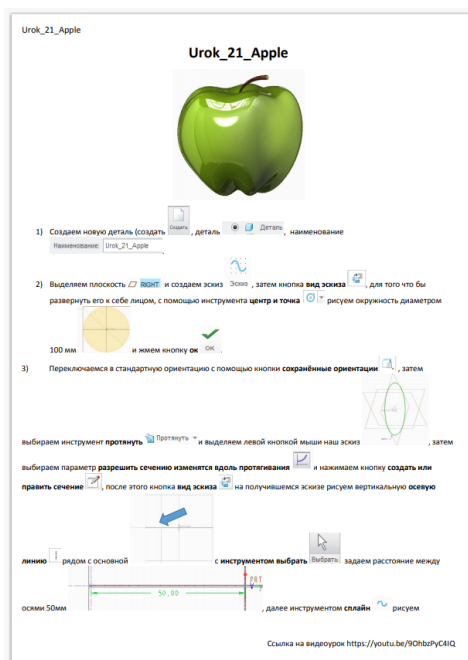 Urok_21_Apple
Urok_21_Apple
1) Создаем новую деталь (создать Создать , деталь Деталь, наименование
Наименование: Urok_21_Apple .
2) Выделяем плоскость RIGHT и создаем эскиз Эскиз , затем кнопка вид эскиза , для того что бы
развернуть его к себе лицом, с помощью инструмента центр и точка рисуем окружность диаметром
100 мм и жмем кнопку ок OK .
3) Переключаемся в стандартную ориентацию с помощью кнопки сохранённые ориентации , затем
выбираем инструмент протянуть Протянуть и выделяем левой кнопкой мыши наш эскиз , затем
выбираем параметр разрешить сечению изменятся вдоль протягивания и нажимаем кнопку создать или
править сечение , после этого кнопка вид эскиза на получившемся эскизе рисуем вертикальную осевую
линию рядом с основной с инструментом выбрать Выбрать задаем расстояние между
осями 50мм 50,00 PRT , далее инструментом сплайн рисуем
Ссылка на видеоурок https://youtu.be/9OhbzPyC4IQ